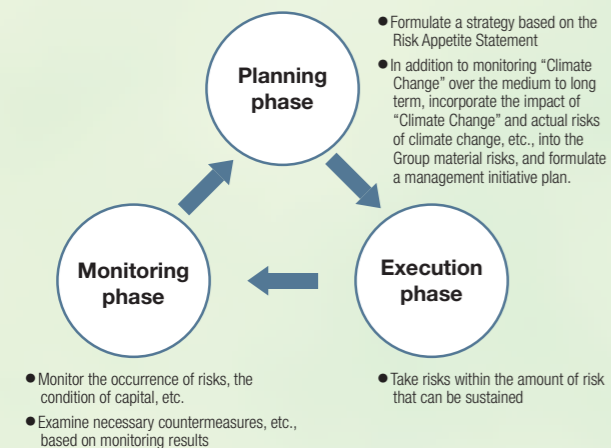 Planning
phase
● Formulate a strategy based on the
Risk Appetite Statement
● In addition to monitoring “Climate
Change” over the medium to long
term, incorporate the impact of
“Climate Change” and actual risks
of climate change, etc., into the
Group material risks, and formulate
a management initiative plan.
Execution
phase
● Take risks within the amount of risk
that can be sustained
Monitoring
phase
● Monitor the occurrence of risks, the
condition of capital, etc.
● Examine necessary countermeasures, etc.,
based on monitoring results